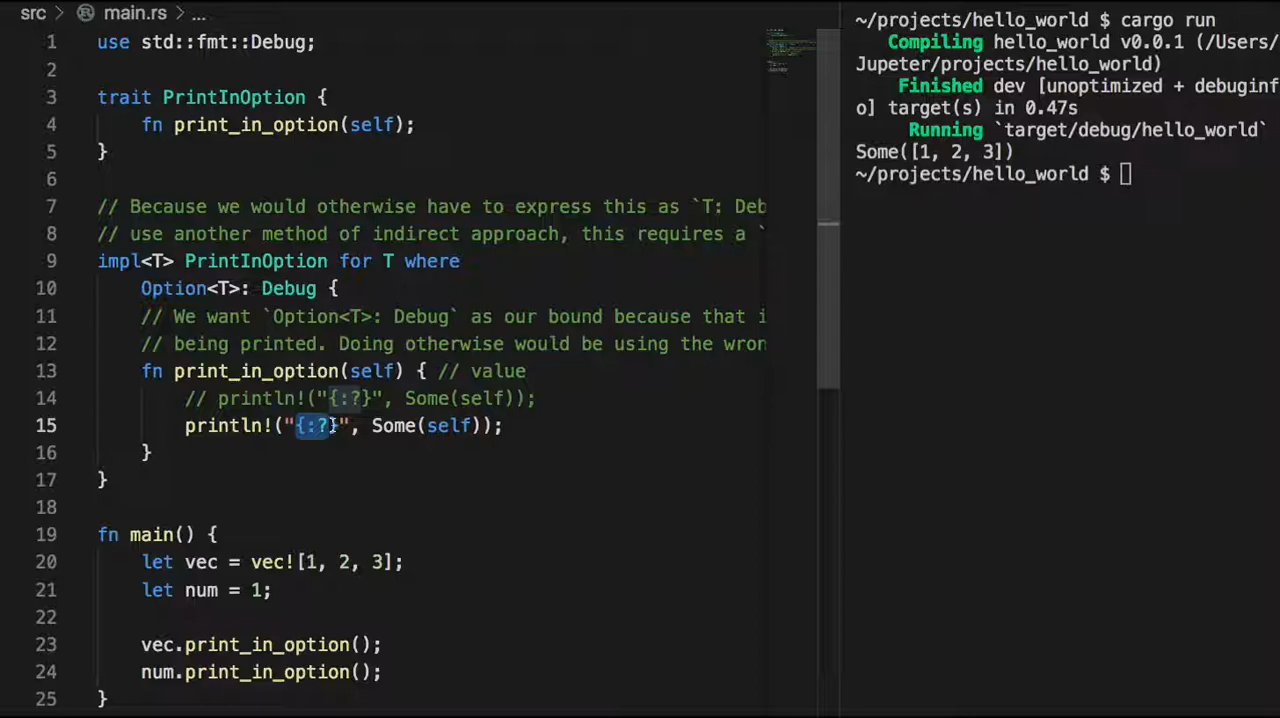 src > main.rs > ...
1 use std::fmt::Debug;
2
3 trait PrintInOption {
4 fn print_in_option(self);
5 }
6
7 // Because we would otherwise have to express this as `T: Deb
8 // use another method of indirect approach, this requires a `
9 impl<T> PrintInOption for T where
10 Option<T>: Debug {
11 // We want `Option<T>: Debug` as our bound because that i
12 // being printed. Doing otherwise would be using the wron
13 fn print_in_option(self) { // value
14 // println!("{:?}", Some(self));
15 println!("{:?}", Some(self));
16 }
17 }
18
19 fn main() {
20 let vec = vec![1, 2, 3];
21 let num = 1;
22
23 vec.print_in_option();
24 num.print_in_option();
25 }
~/projects/hello_world $ cargo run
Compiling hello_world v0.0.1 (/Users/
Jupeter/projects/hello_world)
Finished dev [unoptimized + debuginf
o] target(s) in 0.47s
Running `target/debug/hello_world`
Some([1, 2, 3])
~/projects/hello_world $